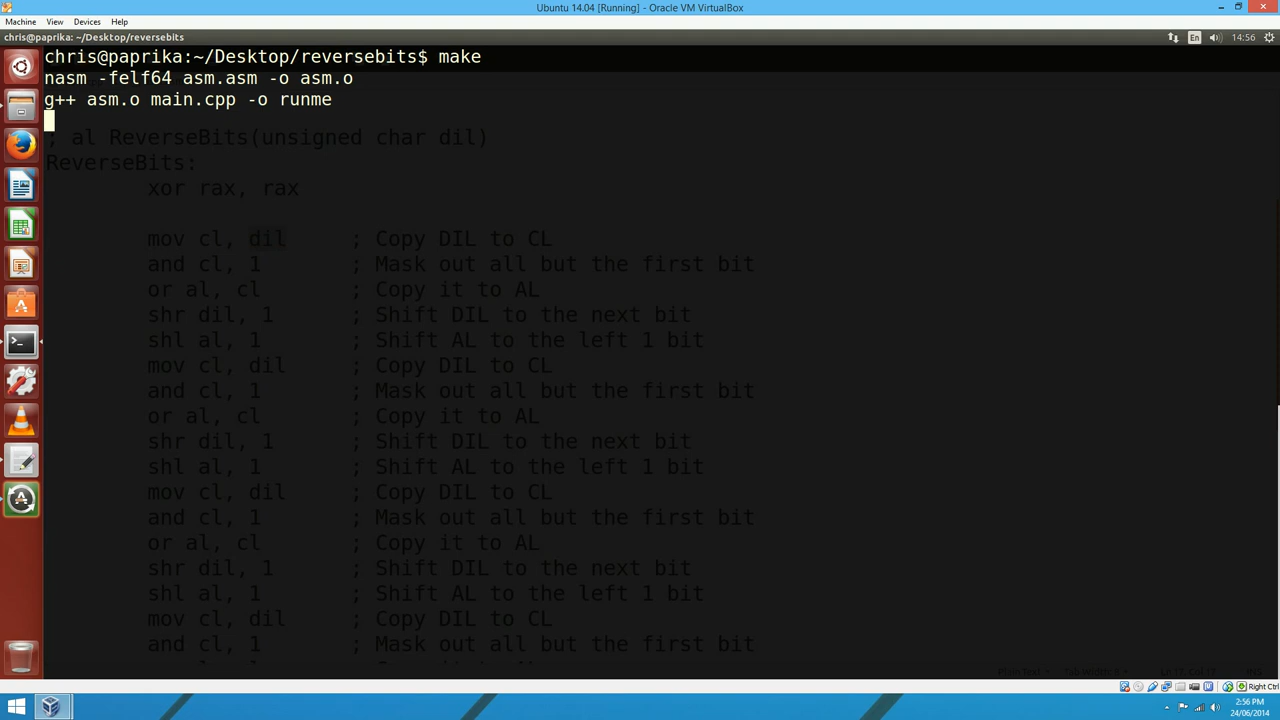 Ubuntu 14.04 [Running] - Oracle VM VirtualBox
Machine View Devices Help
chris@paprika: ~/Desktop/reversebits
En 14:56
chris@paprika:~/Desktop/reversebits$ make
nasm -felf64 asm.asm -o asm.o
g++ asm.o main.cpp -o runme
; al ReverseBits(unsigned char dil)
ReverseBits:
xor rax, rax
mov cl, dil ; Copy DIL to CL
and cl, 1 ; Mask out all but the first bit
or al, cl ; Copy it to AL
shr dil, 1 ; Shift DIL to the next bit
shl al, 1 ; Shift AL to the left 1 bit
mov cl, dil ; Copy DIL to CL
and cl, 1 ; Mask out all but the first bit
or al, cl ; Copy it to AL
shr dil, 1 ; Shift DIL to the next bit
shl al, 1 ; Shift AL to the left 1 bit
mov cl, dil ; Copy DIL to CL
and cl, 1 ; Mask out all but the first bit
or al, cl ; Copy it to AL
shr dil, 1 ; Shift DIL to the next bit
shl al, 1 ; Shift AL to the left 1 bit
mov cl, dil ; Copy DIL to CL
and cl, 1 ; Mask out all but the first bit
Right Ctrl
2:56 PM
24/06/2014